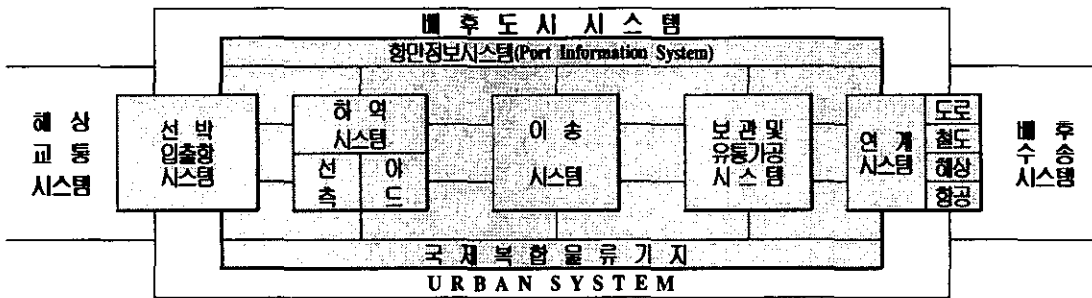 배 후 도 시 시 스 템
항만정보시스템(Port Information System)
해 상
교 통
시스템
선 박
입출항
시스템
하 역
시스템
선
측
야
드
이 송
시스템
보 관 및
유통가공
시 스 템
연 계
시스템
도로
철도
해상
항공
배 후
수 송
시스템
국 제 복 합 물 류 기 지
URBAN SYSTEM